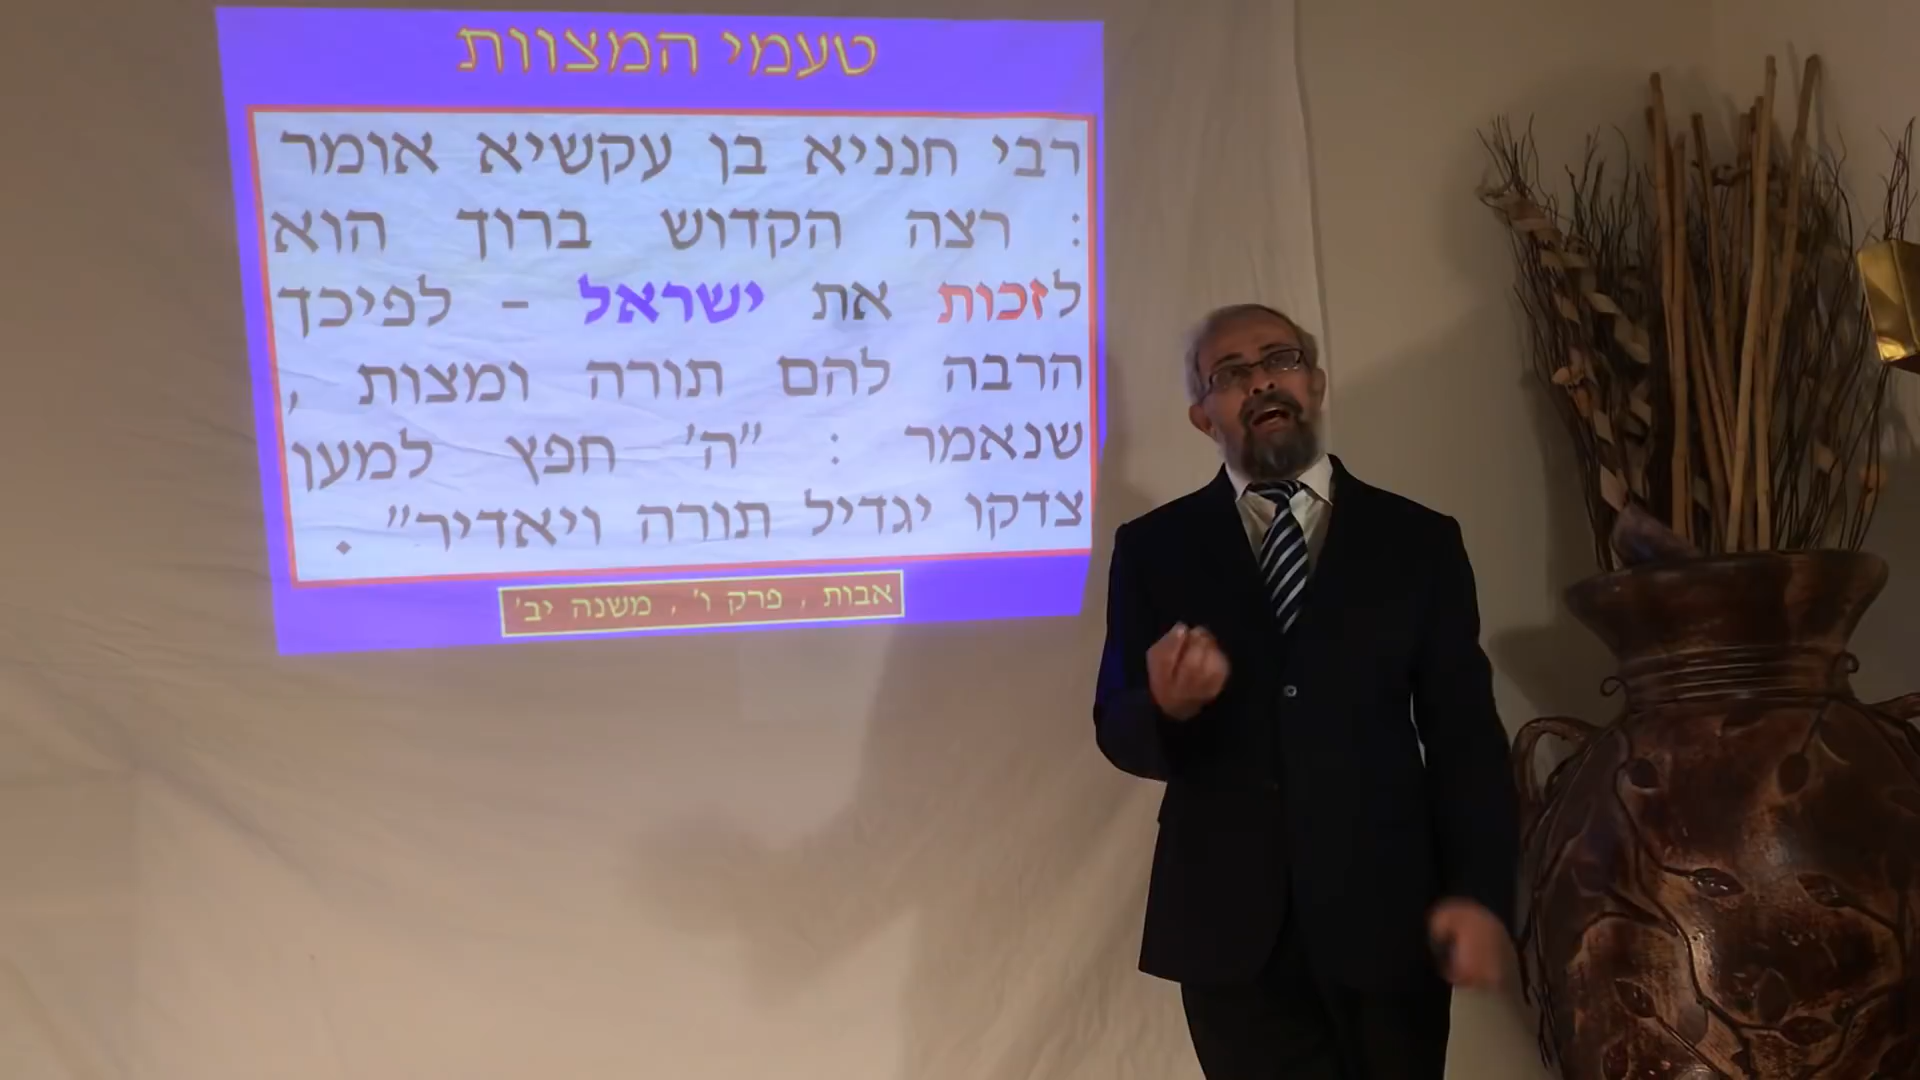 טעמי המצוות
רבי חנניא בן עקשיא אומר
: רצה הקדוש ברוך הוא
לזכות את ישראל - לפיכך
הרבה להם תורה ומצות ,
שנאמר : "ה' חפץ למען
צדקו יגדיל תורה ויאדיר" .
אבות , פרק ו' , משנה יב'